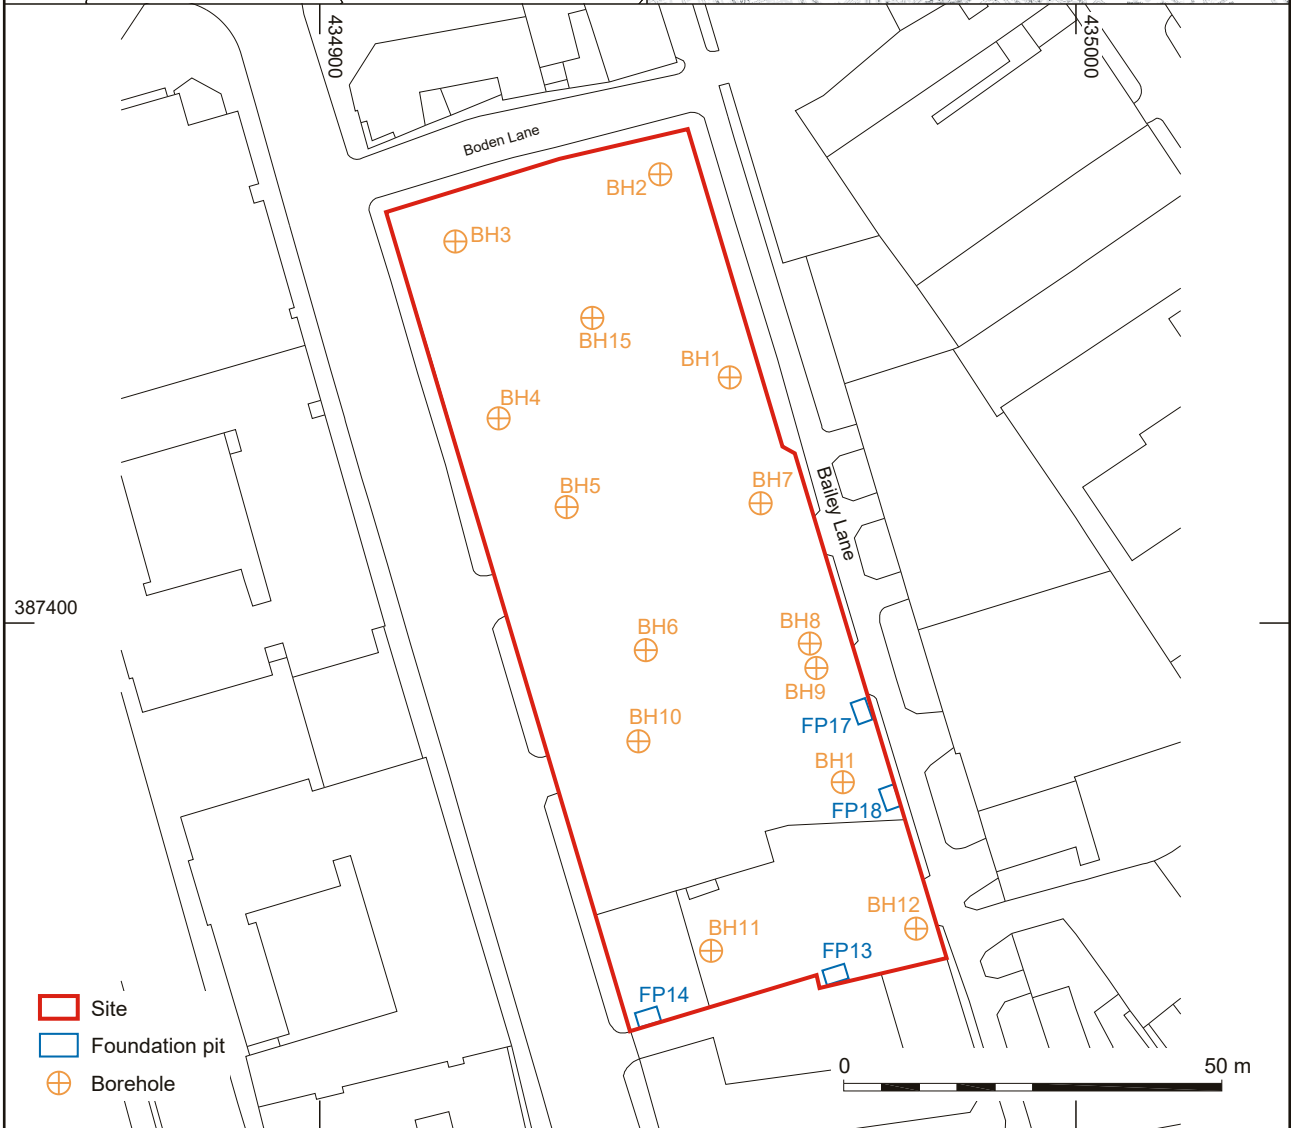 434900
435000
Boden Lane
BH2
BH3
BH15
BH1
BH4
Bailey Lane
BH7
BH5
387400
BH8
BH6
BH9
BH10
FP17
BH1
FP18
BH12
BH11
FP13
FP14
Site
Foundation pit
Borehole
0 50 m